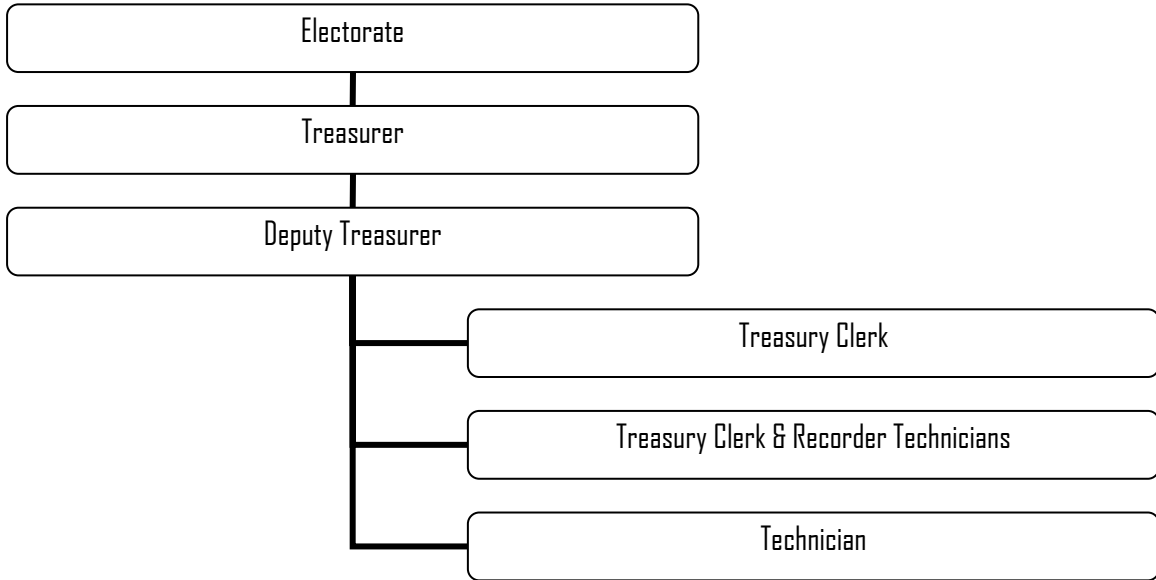 Electorate
Treasurer
Deputy Treasurer
Treasury Clerk
Treasury Clerk & Recorder Technicians
Technician